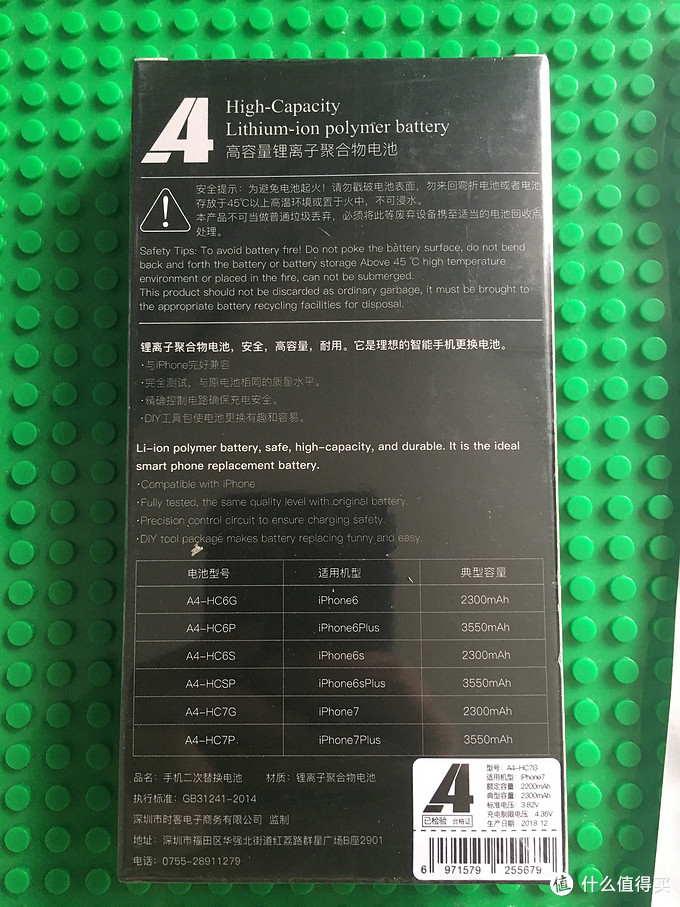 A4
High-Capacity
Lithium-ion polymer battery
高容量锂离子聚合物电池
安全提示：为避免电池起火！请勿戳破电池表面，勿来回弯折电池或者电池
存放于45℃以上高温环境或置于火中，不可浸水。
本产品不可当做普通垃圾丢弃，必须将此等废弃设备携至适当的电池回收点
处理。
Safety Tips: To avoid battery fire! Do not poke the battery surface, do not bend
back and forth the battery or battery storage Above 45 ℃ high temperature
environment or placed in the fire, can not be submerged.
This product should not be discarded as ordinary garbage, it must be brought to
the appropriate battery recycling facilities for disposal.
锂离子聚合物电池，安全，高容量，耐用。它是理想的智能手机更换电池。
·与iPhone完好兼容
·完全测试，与原电池相同的质量水平。
·精确控制电路确保充电安全。
·DIY工具包使电池更换有趣和容易。
Li-ion polymer battery, safe, high-capacity, and durable. It is the ideal
smart phone replacement battery.
·Compatible with iPhone
·Fully tested, the same quality level with original battery.
·Precision control circuit to ensure charging safety.
·DIY tool package makes battery replacing funny and easy.
电池型号 适用机型 典型容量
A4-HC6G iPhone6 2300mAh
A4-HC6P iPhone6Plus 3550mAh
A4-HC6S iPhone6s 2300mAh
A4-HCSP iPhone6sPlus 3550mAh
A4-HC7G iPhone7 2300mAh
A4-HC7P iPhone7Plus 3550mAh
品名：手机二次替换电池 材质：锂离子聚合物电池
执行标准：GB31241-2014
深圳市时客电子商务有限公司 监制
地址：深圳市福田区华强北街道红荔路群星广场B座2901
电话：0755-28911279
A4
已检验 合格证
型号：A4-HC7G
适用机型：iPhone7
额定容量：2200mAh
典型容量：2300mAh
标准电压：3.82V
充电制限电压：4.35V
生产日期：2018.12
6 971579 255679
值 什么值得买